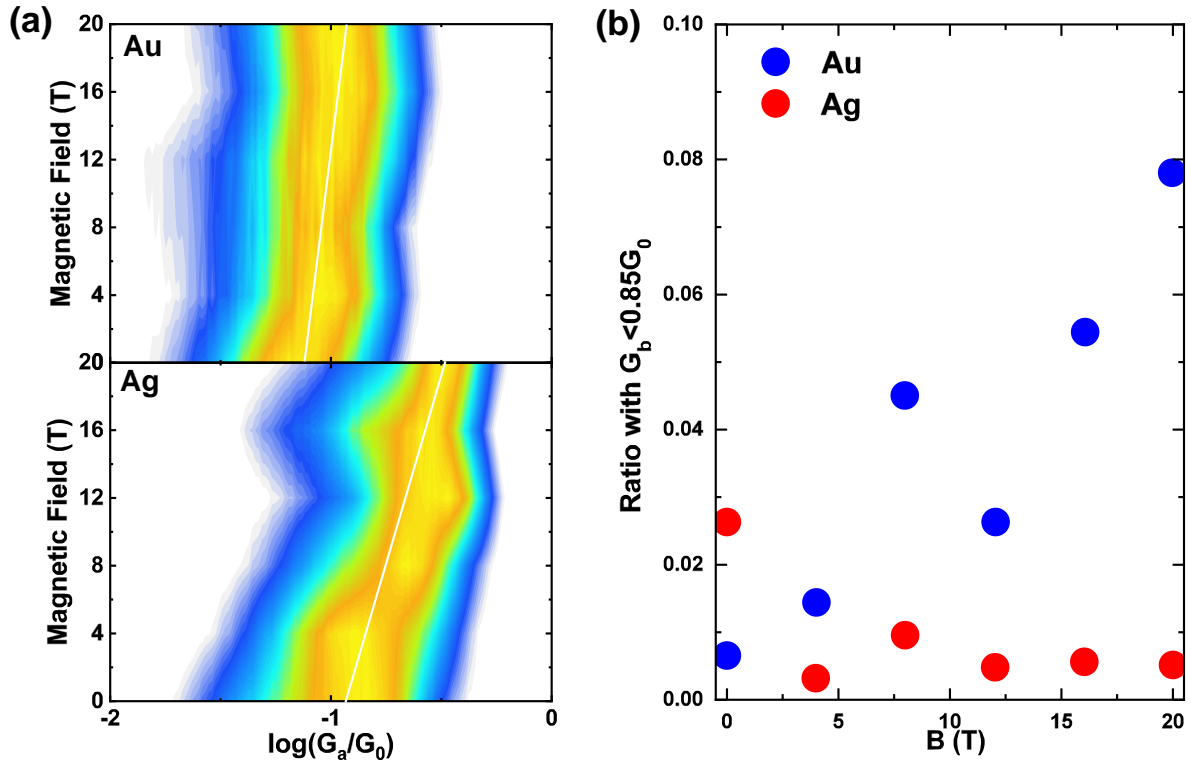 (a)
Au
20
16
12
8
4
20
Magnetic Field (T)
Ag
16
12
8
4
0
Magnetic Field (T)
-2
-1
0
log(Gₐ/G₀)
(b)
Au
Ag
0.10
0.08
0.06
0.04
0.02
0.00
Ratio with G_b<0.85G₀
0
5
10
15
20
B (T)